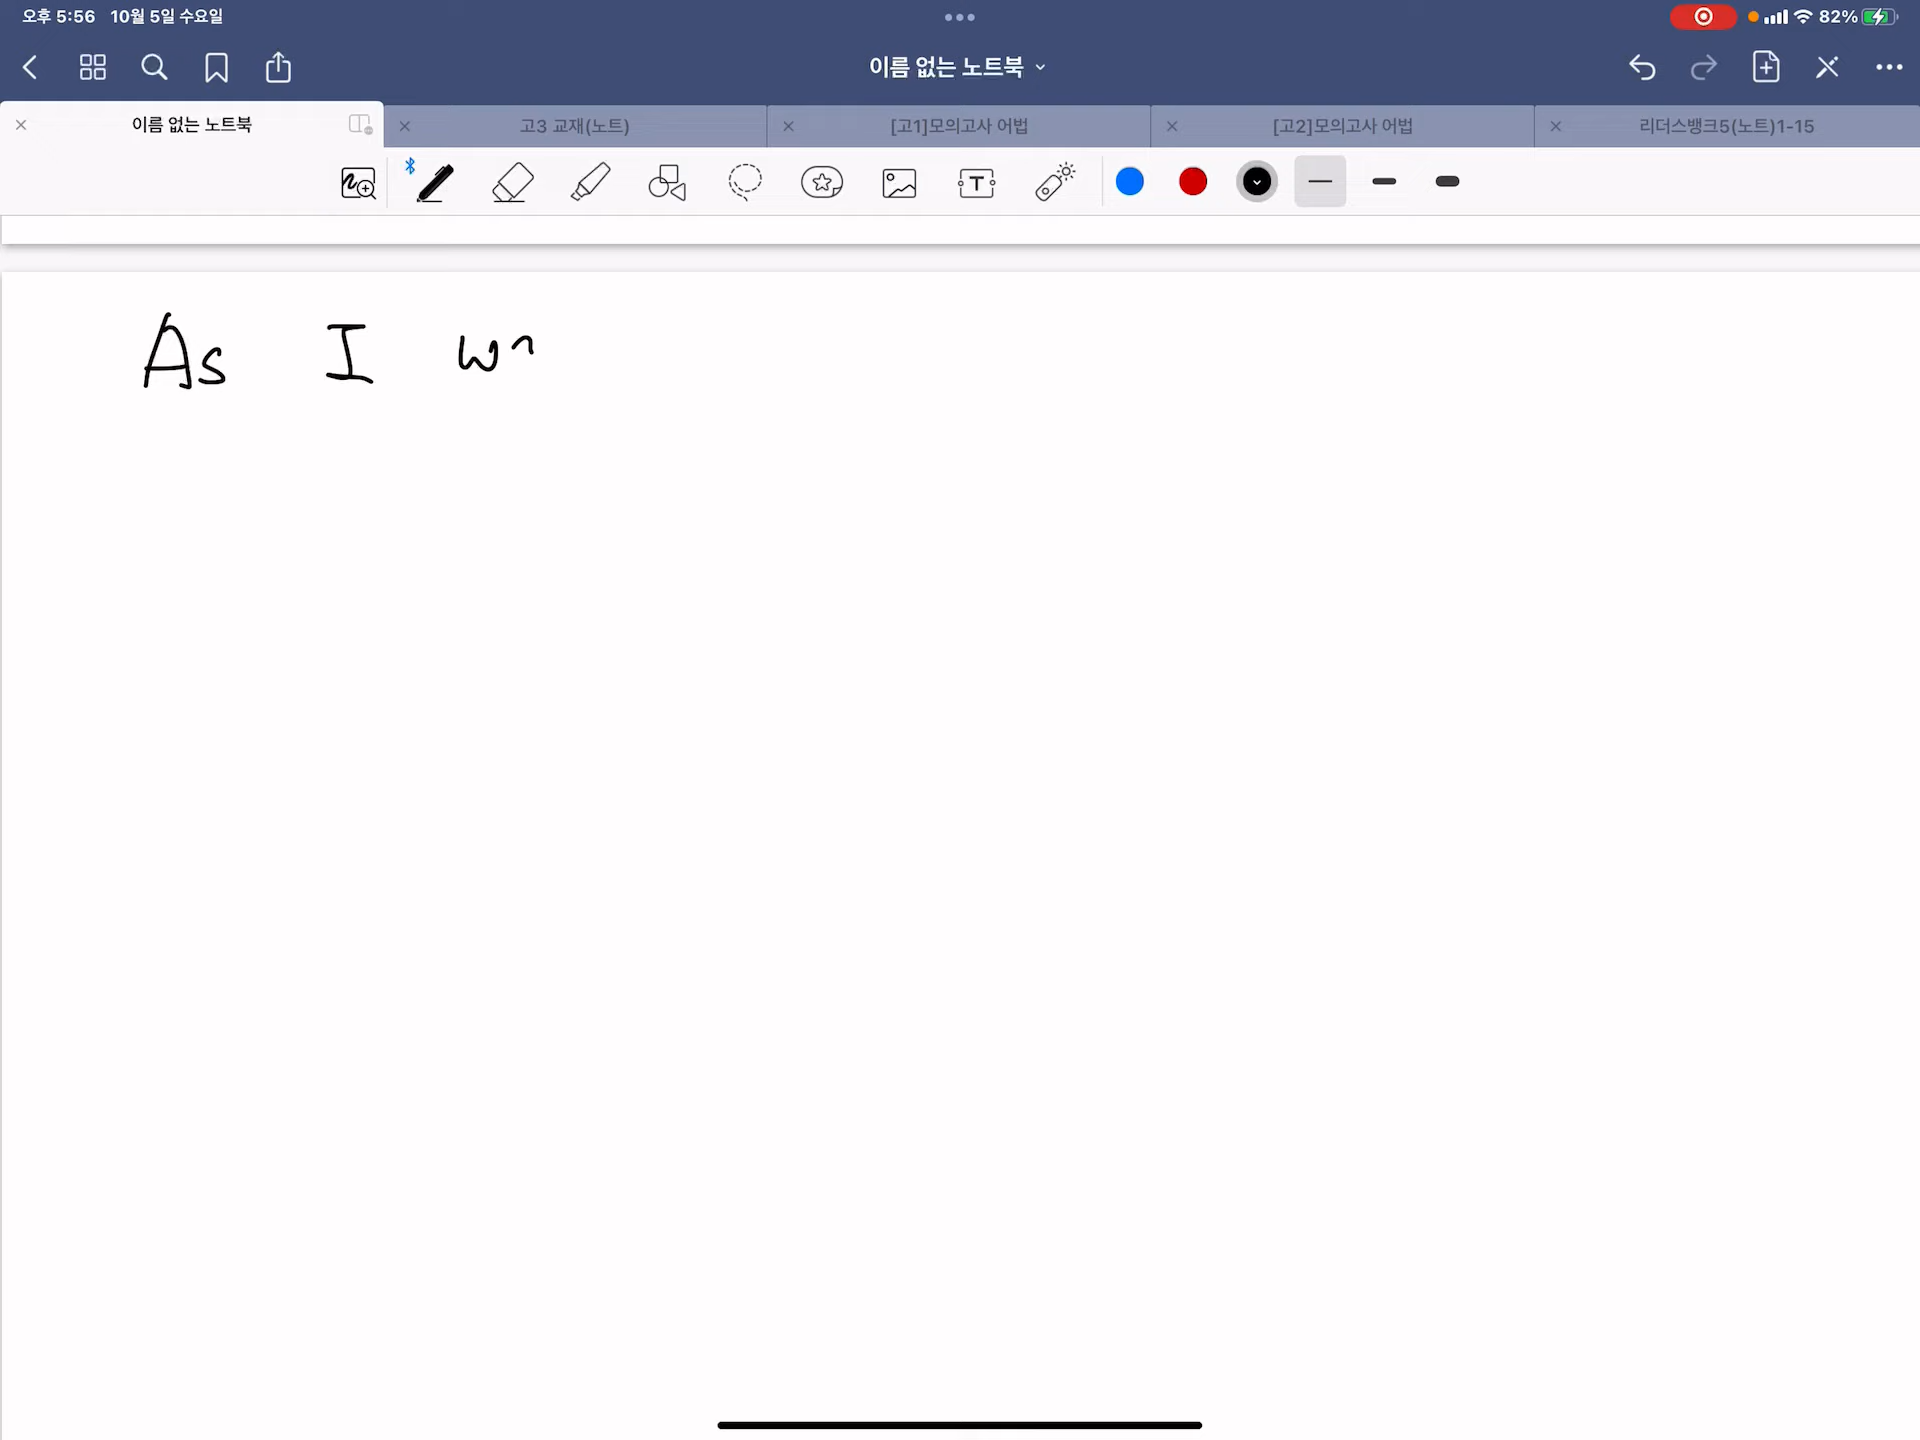 오후 5:56 10월 5일 수요일 82%
이름 없는 노트북
이름 없는 노트북 고3 교재(노트) [고1]모의고사 어법 [고2]모의고사 어법 리더스뱅크5(노트)1-15
T
As I w